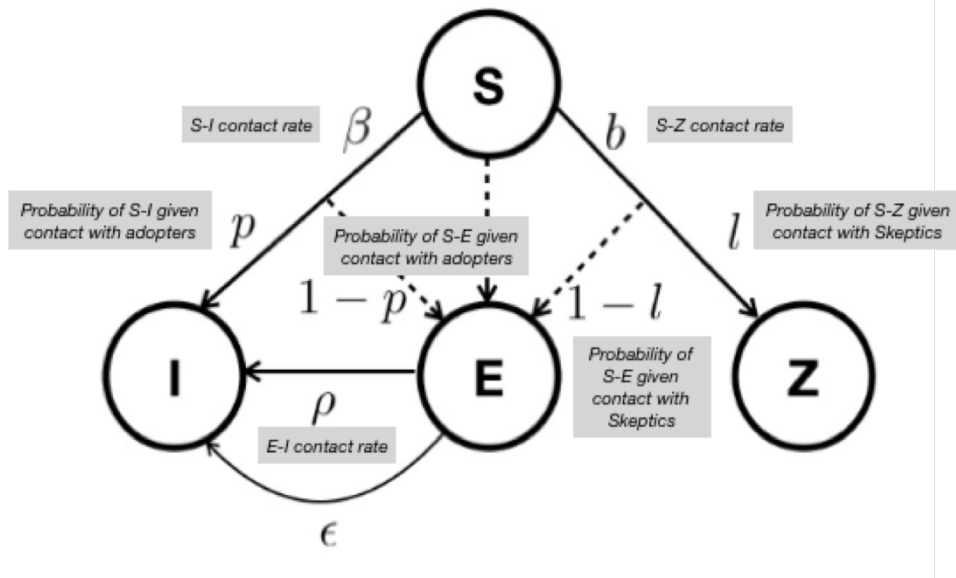 S
S-I contact rate
β
b
S-Z contact rate
Probability of S-I given
contact with adopters
p
Probability of S-E given
contact with adopters
l
Probability of S-Z given
contact with Skeptics
1 − p
1 − l
I
E
Z
Probability of
S-E given
contact with
Skeptics
ρ
E-I contact rate
ϵ